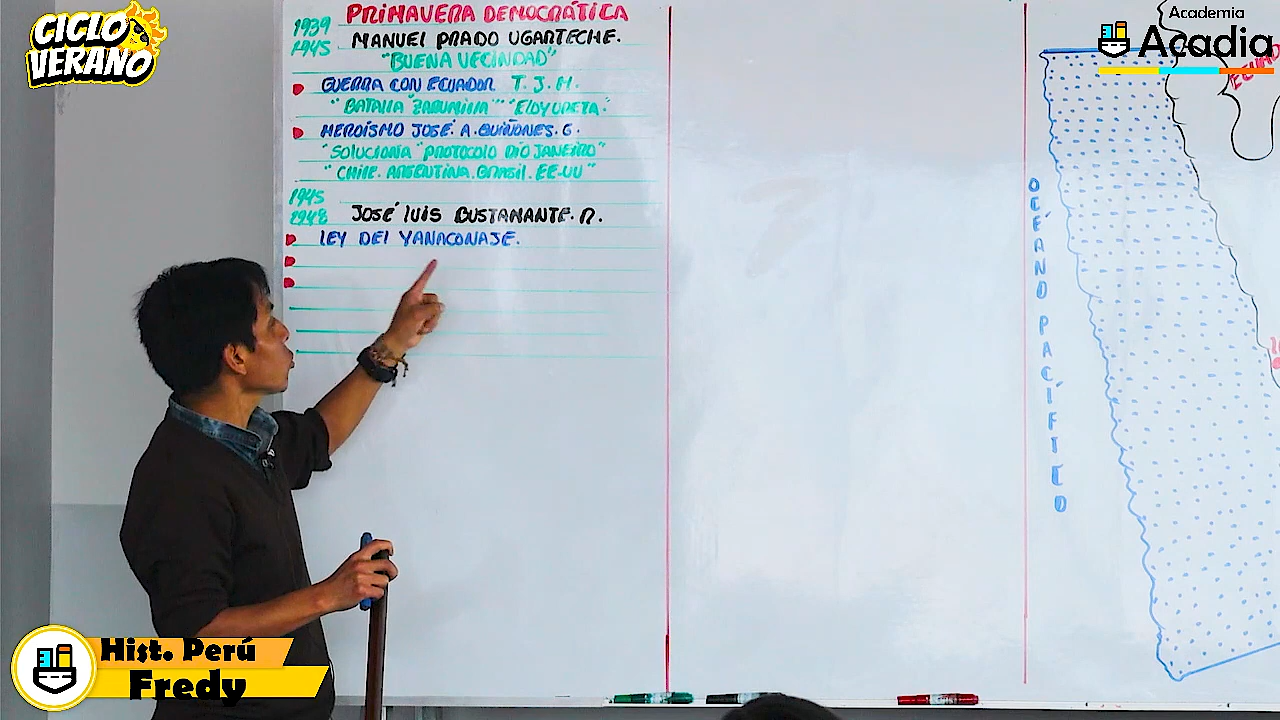 CICLO
VERANO
PRIMAVERA DEMOCRÁTICA
1939
1945
MANUEL PRADO UGARTECHE.
"BUENA VECINDAD"
GUERRA CON ECUADOR T. J. M.
"BATALLA "ZARUMILLA"
HEROÍSMO JOSÉ A. QUIÑONES. G.
"SOLUCIONA PROTOCOLO RIO JANEIRO"
"CHILE. ARGENTINA. BRASIL. EE-UU"
1945
1948
JOSÉ LUIS BUSTAMANTE. R.
LEY DEL YANACONAJE.
OCÉANO PACÍFICO
Academia
Acadia
Hist. Perú
Fredy